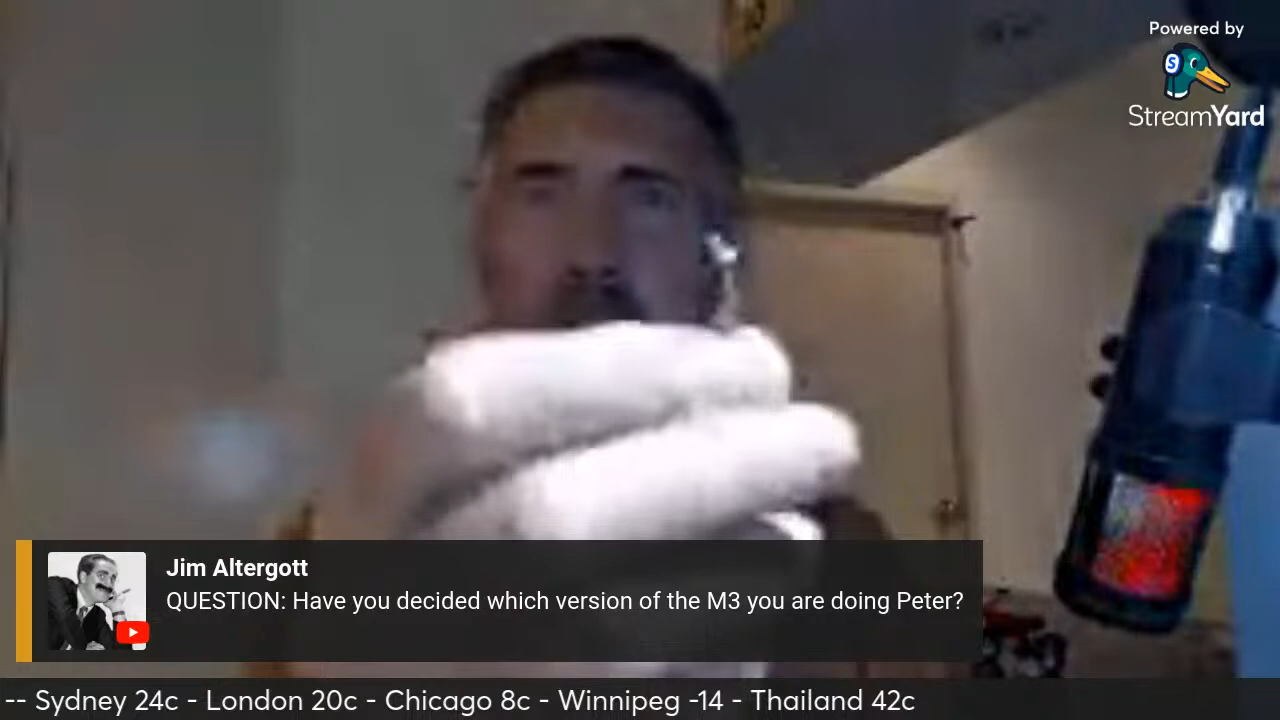 Powered by
StreamYard
Jim Altergott
QUESTION: Have you decided which version of the M3 you are doing Peter?
-- Sydney 24c - London 20c - Chicago 8c - Winnipeg -14 - Thailand 42c